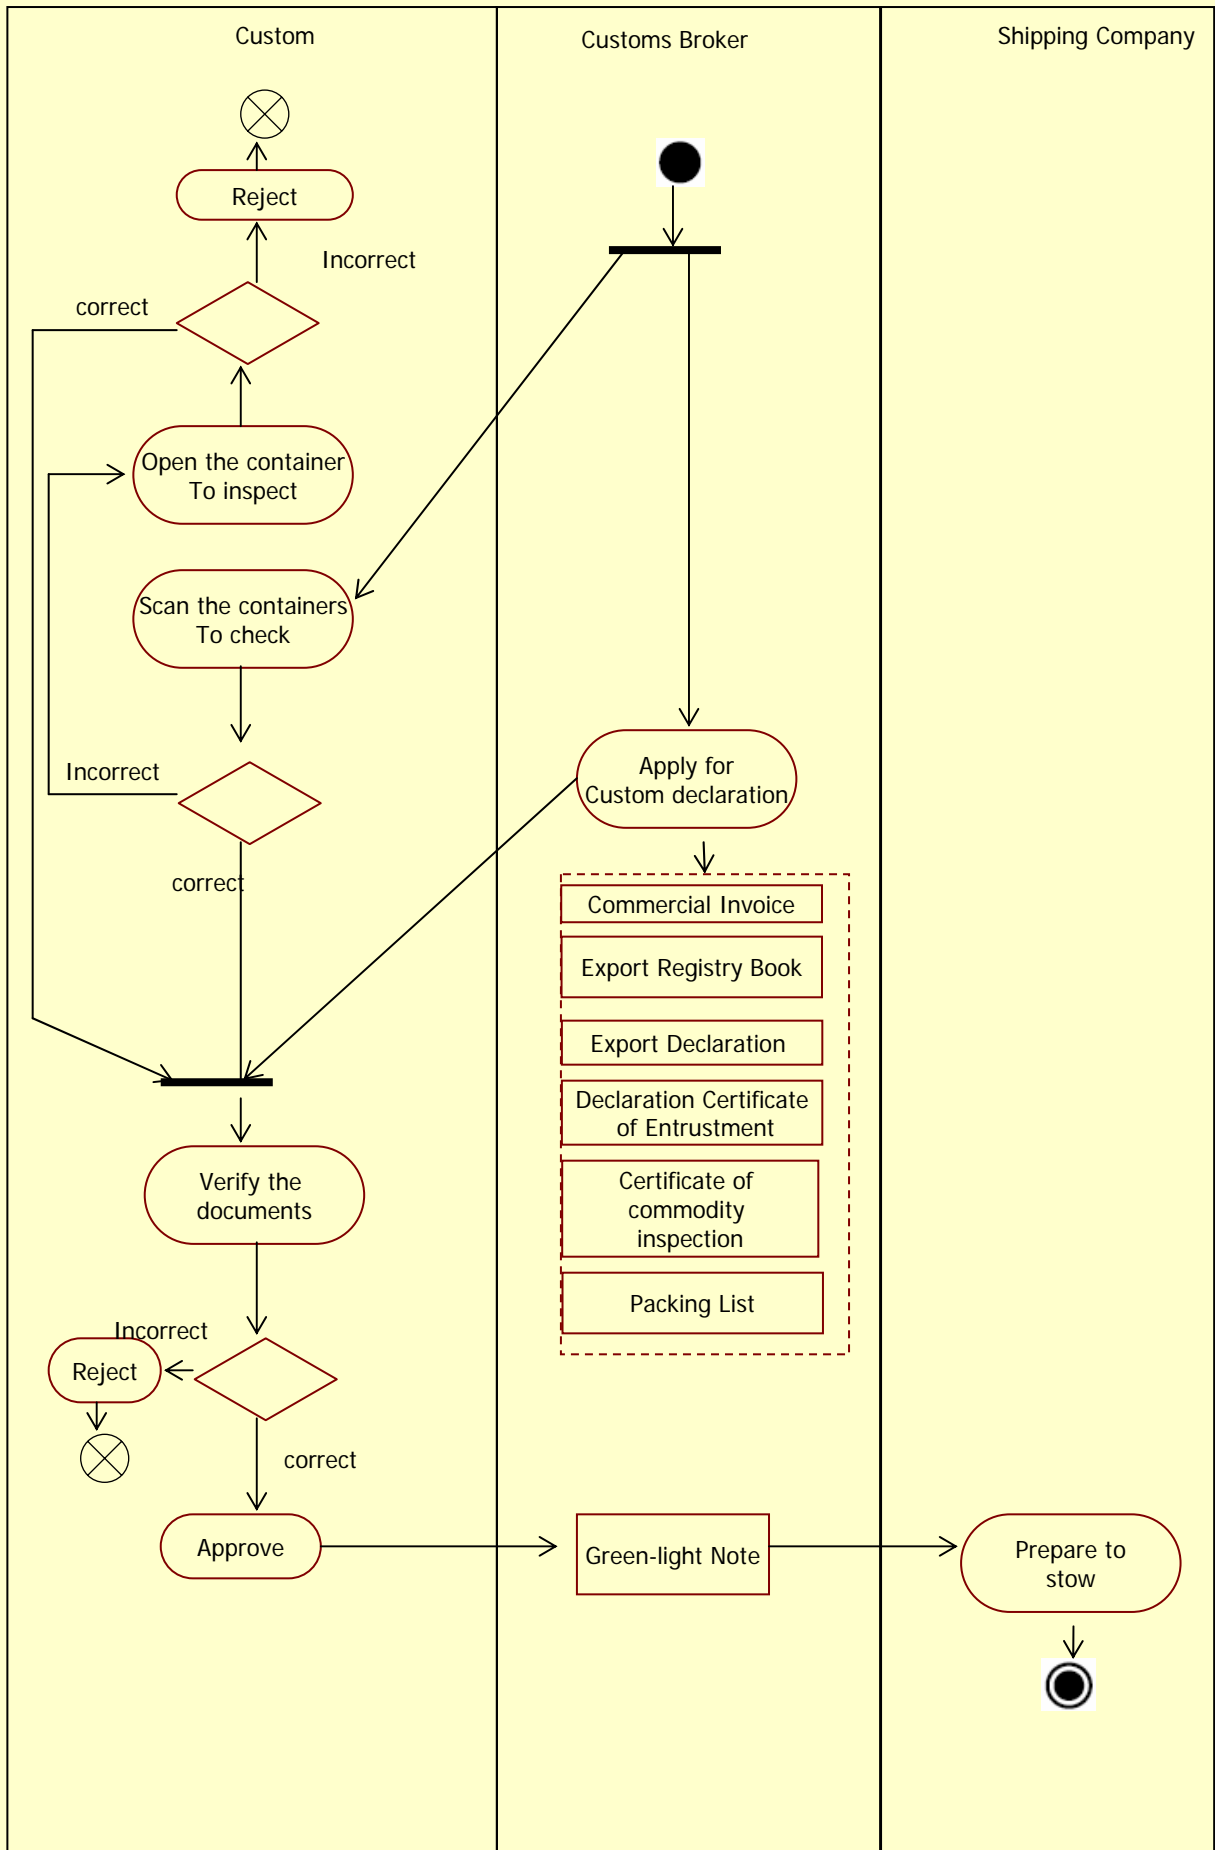 Custom
Customs Broker
Shipping Company
Reject
Incorrect
correct
Open the container
To inspect
Scan the containers
To check
Incorrect
correct
Apply for
Custom declaration
Commercial Invoice
Export Registry Book
Export Declaration
Declaration Certificate
of Entrustment
Certificate of
commodity
inspection
Packing List
Verify the
documents
Incorrect
Reject
correct
Approve
Green-light Note
Prepare to
stow